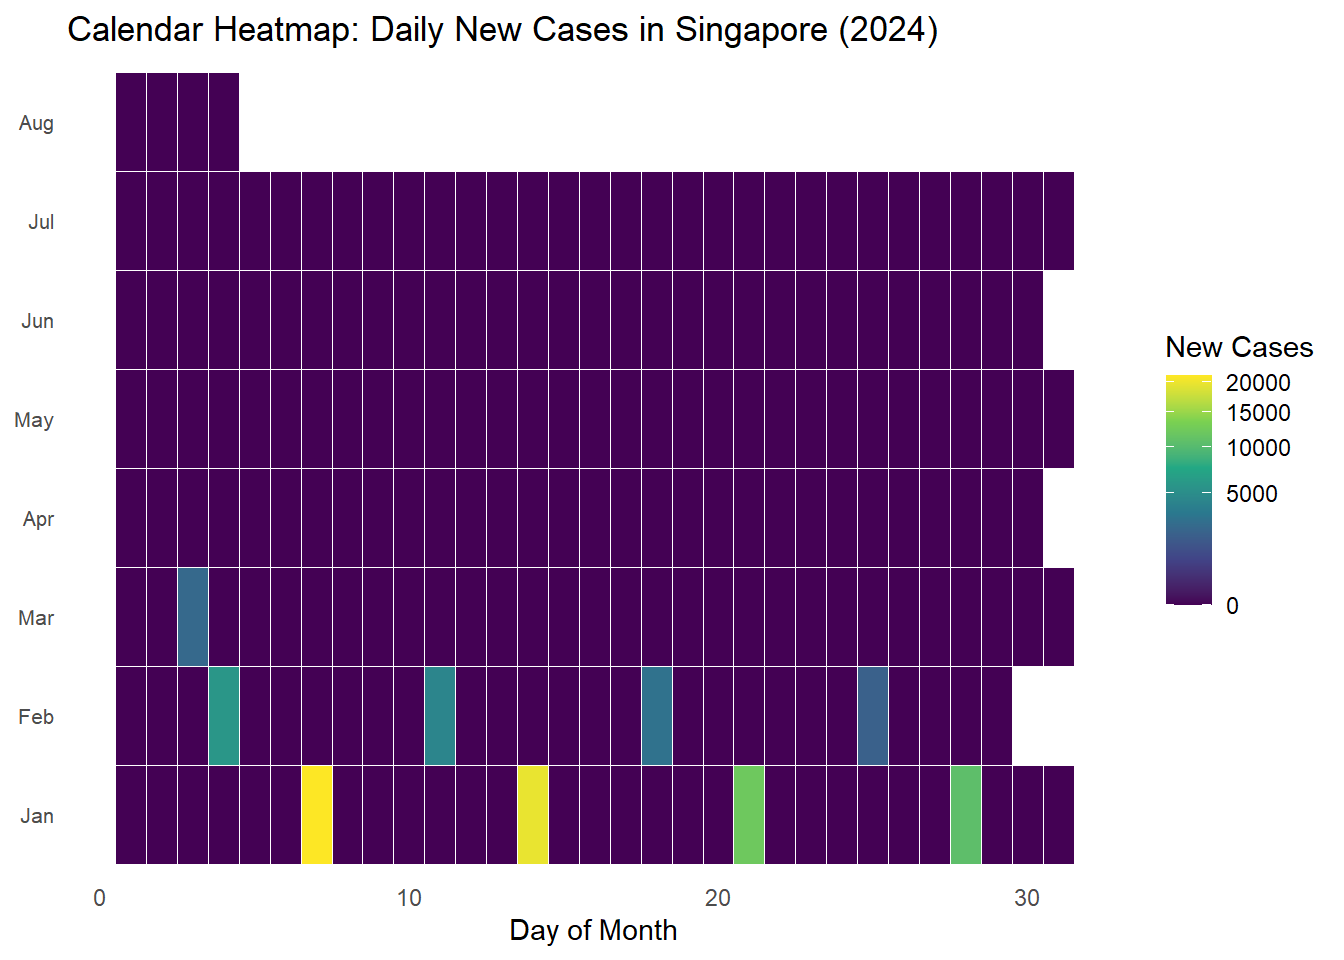 Calendar Heatmap: Daily New Cases in Singapore (2024)
Aug
Jul
Jun
May
Apr
Mar
Feb
Jan
0 10 20 30
Day of Month
New Cases
20000
15000
10000
5000
0